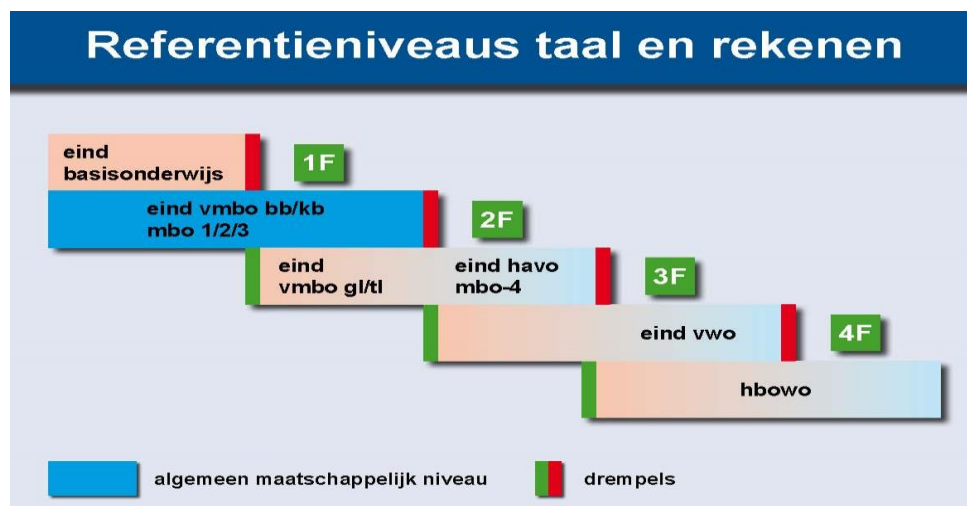 Referentieniveaus taal en rekenen
eind
basisonderwijs
1F
eind vmbo bb/kb
mbo 1/2/3
2F
eind
vmbo gl/tl
eind havo
mbo-4
3F
eind vwo
4F
hbowo
algemeen maatschappelijk niveau
drempels